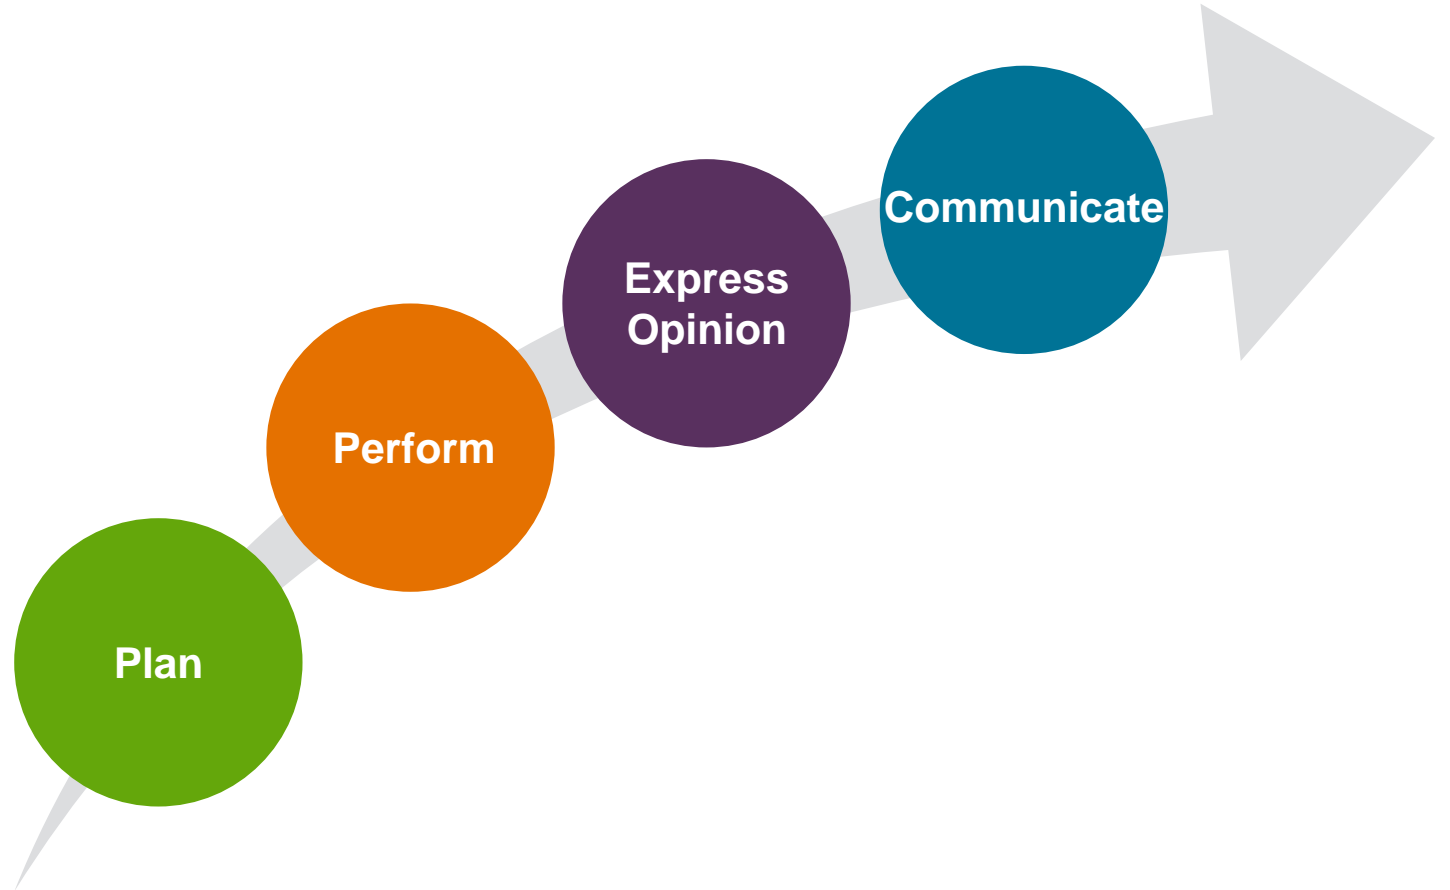 Plan
Perform
Express
Opinion
Communicate